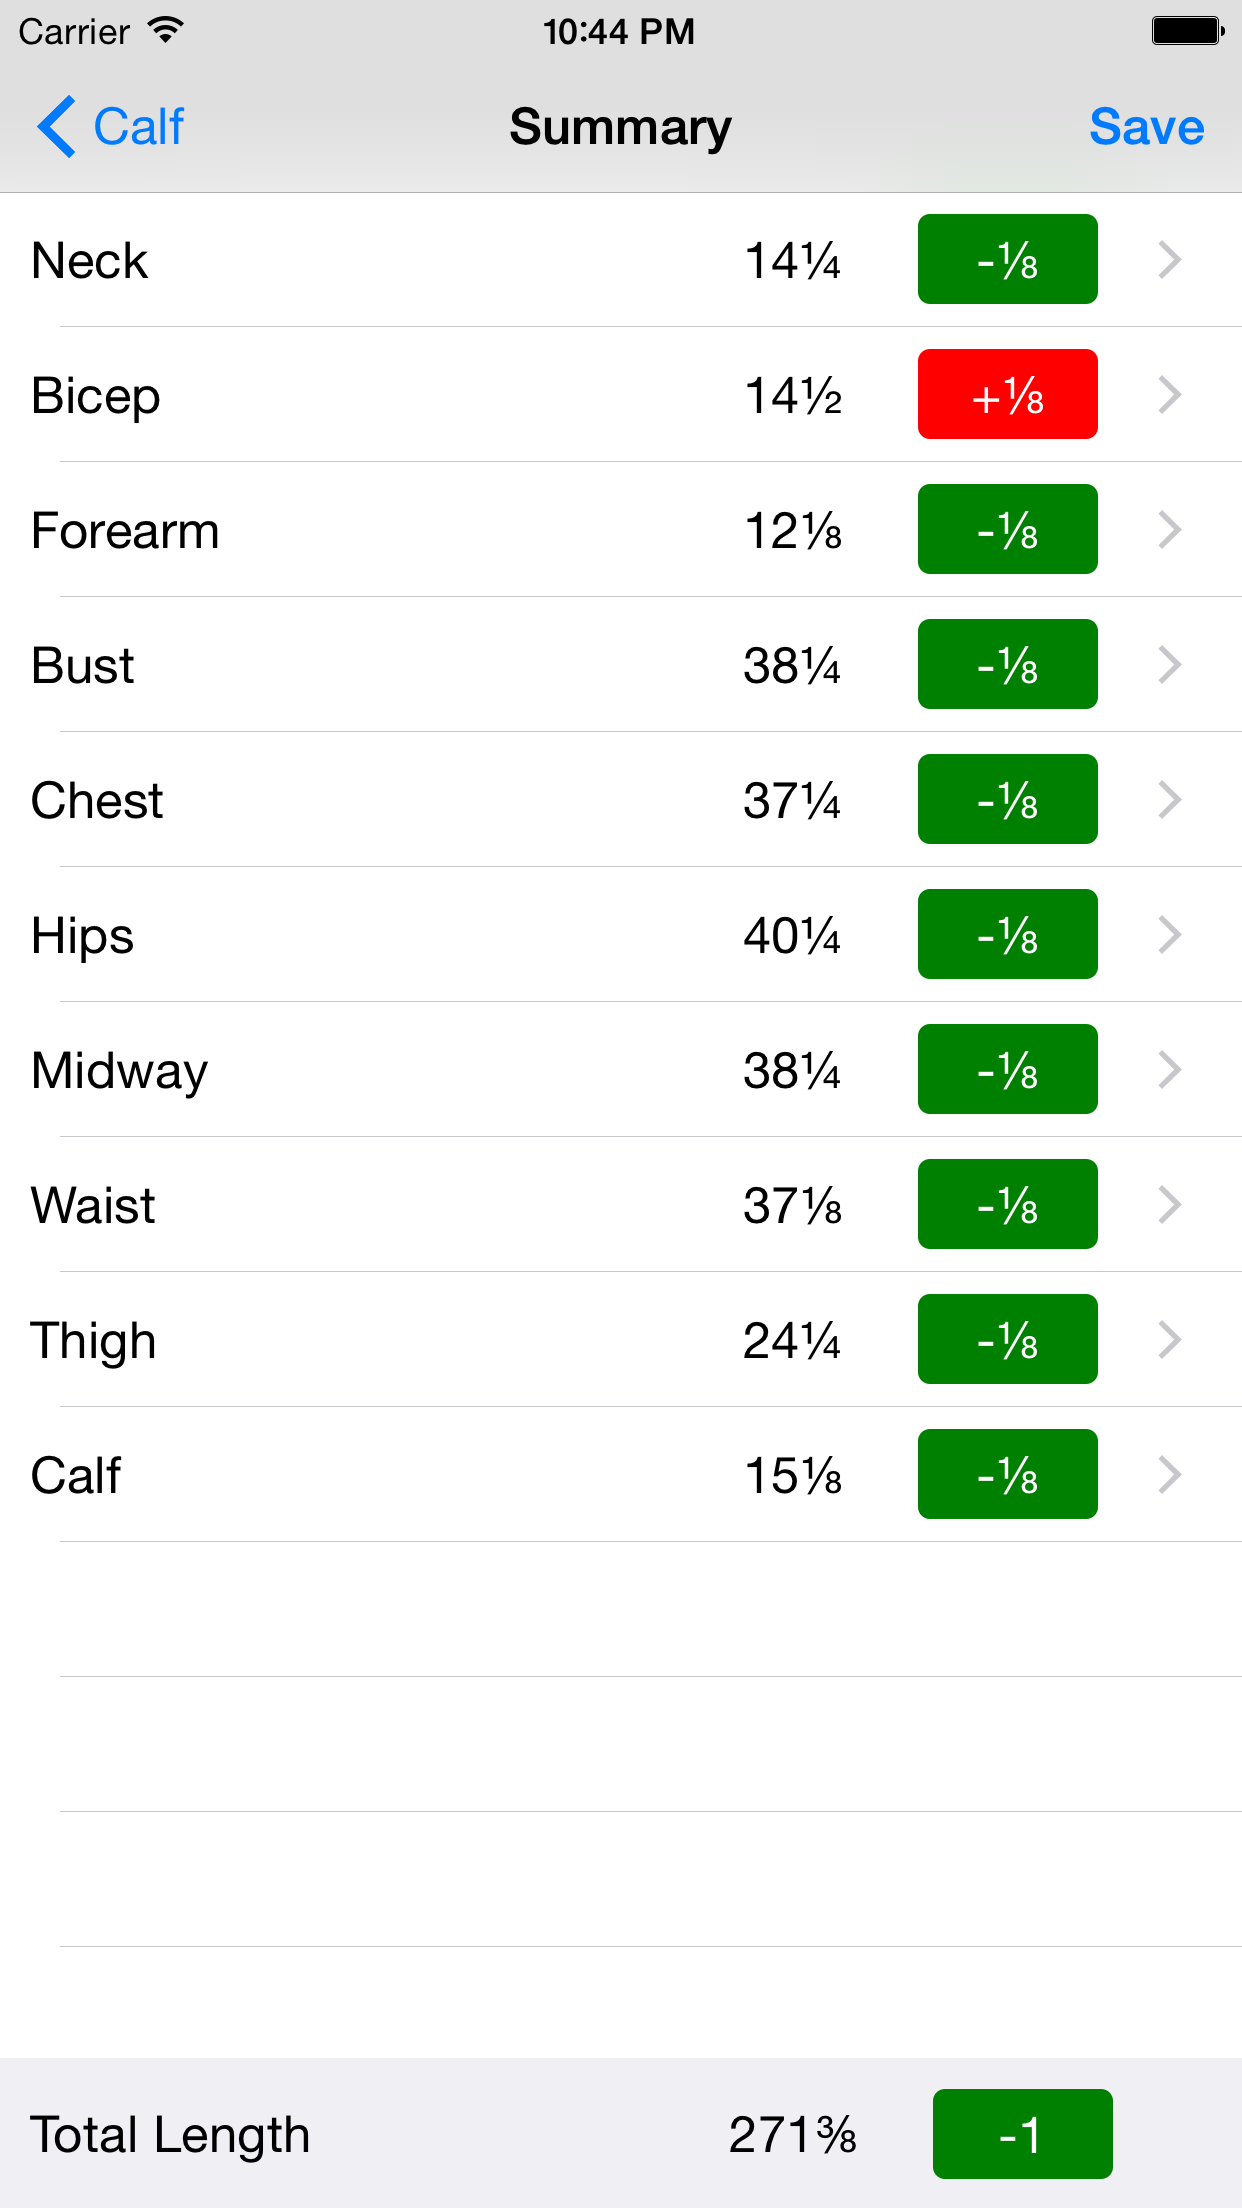 Carrier 10:44 PM
Calf Summary Save
Neck 14¼ -⅛
Bicep 14½ +⅛
Forearm 12⅛ -⅛
Bust 38¼ -⅛
Chest 37¼ -⅛
Hips 40¼ -⅛
Midway 38¼ -⅛
Waist 37⅛ -⅛
Thigh 24¼ -⅛
Calf 15⅛ -⅛
Total Length 271⅜ -1